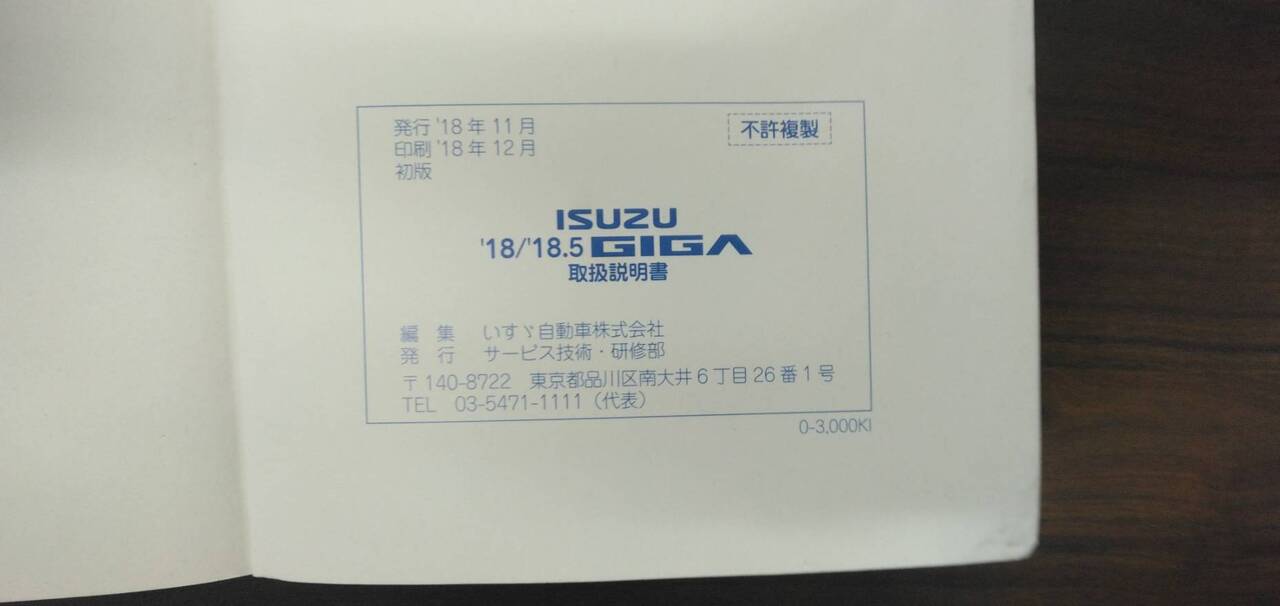 発行 '18 年 11 月
不許複製
印刷 '18 年 12 月
初版
ISUZU
'18/'18.5 GIGA
取扱説明書
編 集 いすゞ自動車株式会社
発 行 サービス技術・研修部
〒140-8722 東京都品川区南大井6丁目26番1号
TEL 03-5471-1111（代表）
0-3,000KI